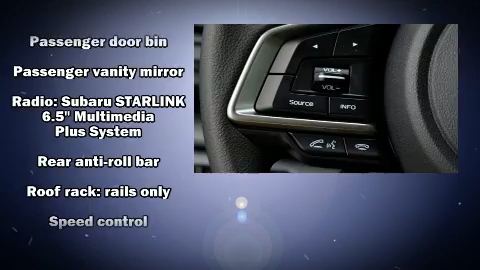 Passenger door bin
Passenger vanity mirror
Radio: Subaru STARLINK
6.5" Multimedia
Plus System
Rear anti-roll bar
Roof rack: rails only
Speed control
VOL+
VOL-
Source
INFO